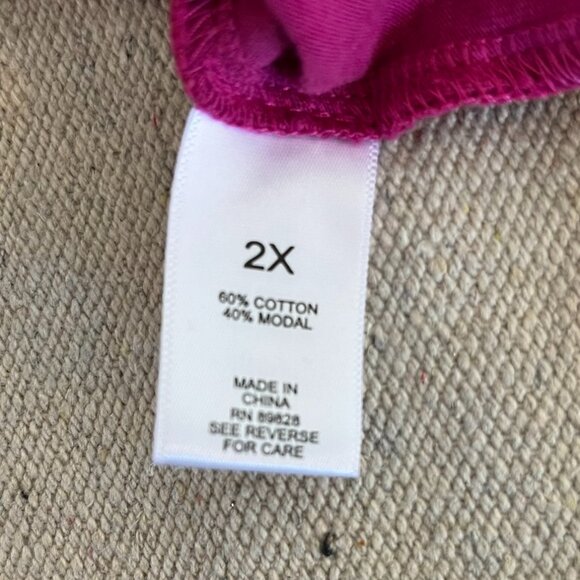 2X
60% COTTON
40% MODAL
MADE IN
CHINA
RN 89828
SEE REVERSE
FOR CARE